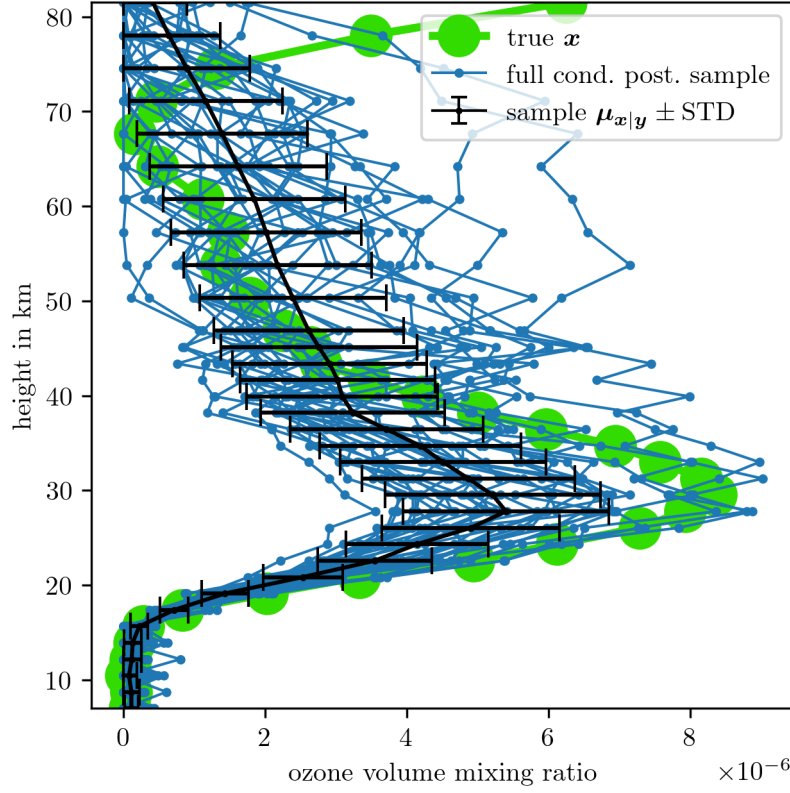 80
70
60
50
40
30
20
10
height in km
true x
full cond. post. sample
sample μx|y ± STD
0
2
4
6
8
×10⁻⁶
ozone volume mixing ratio